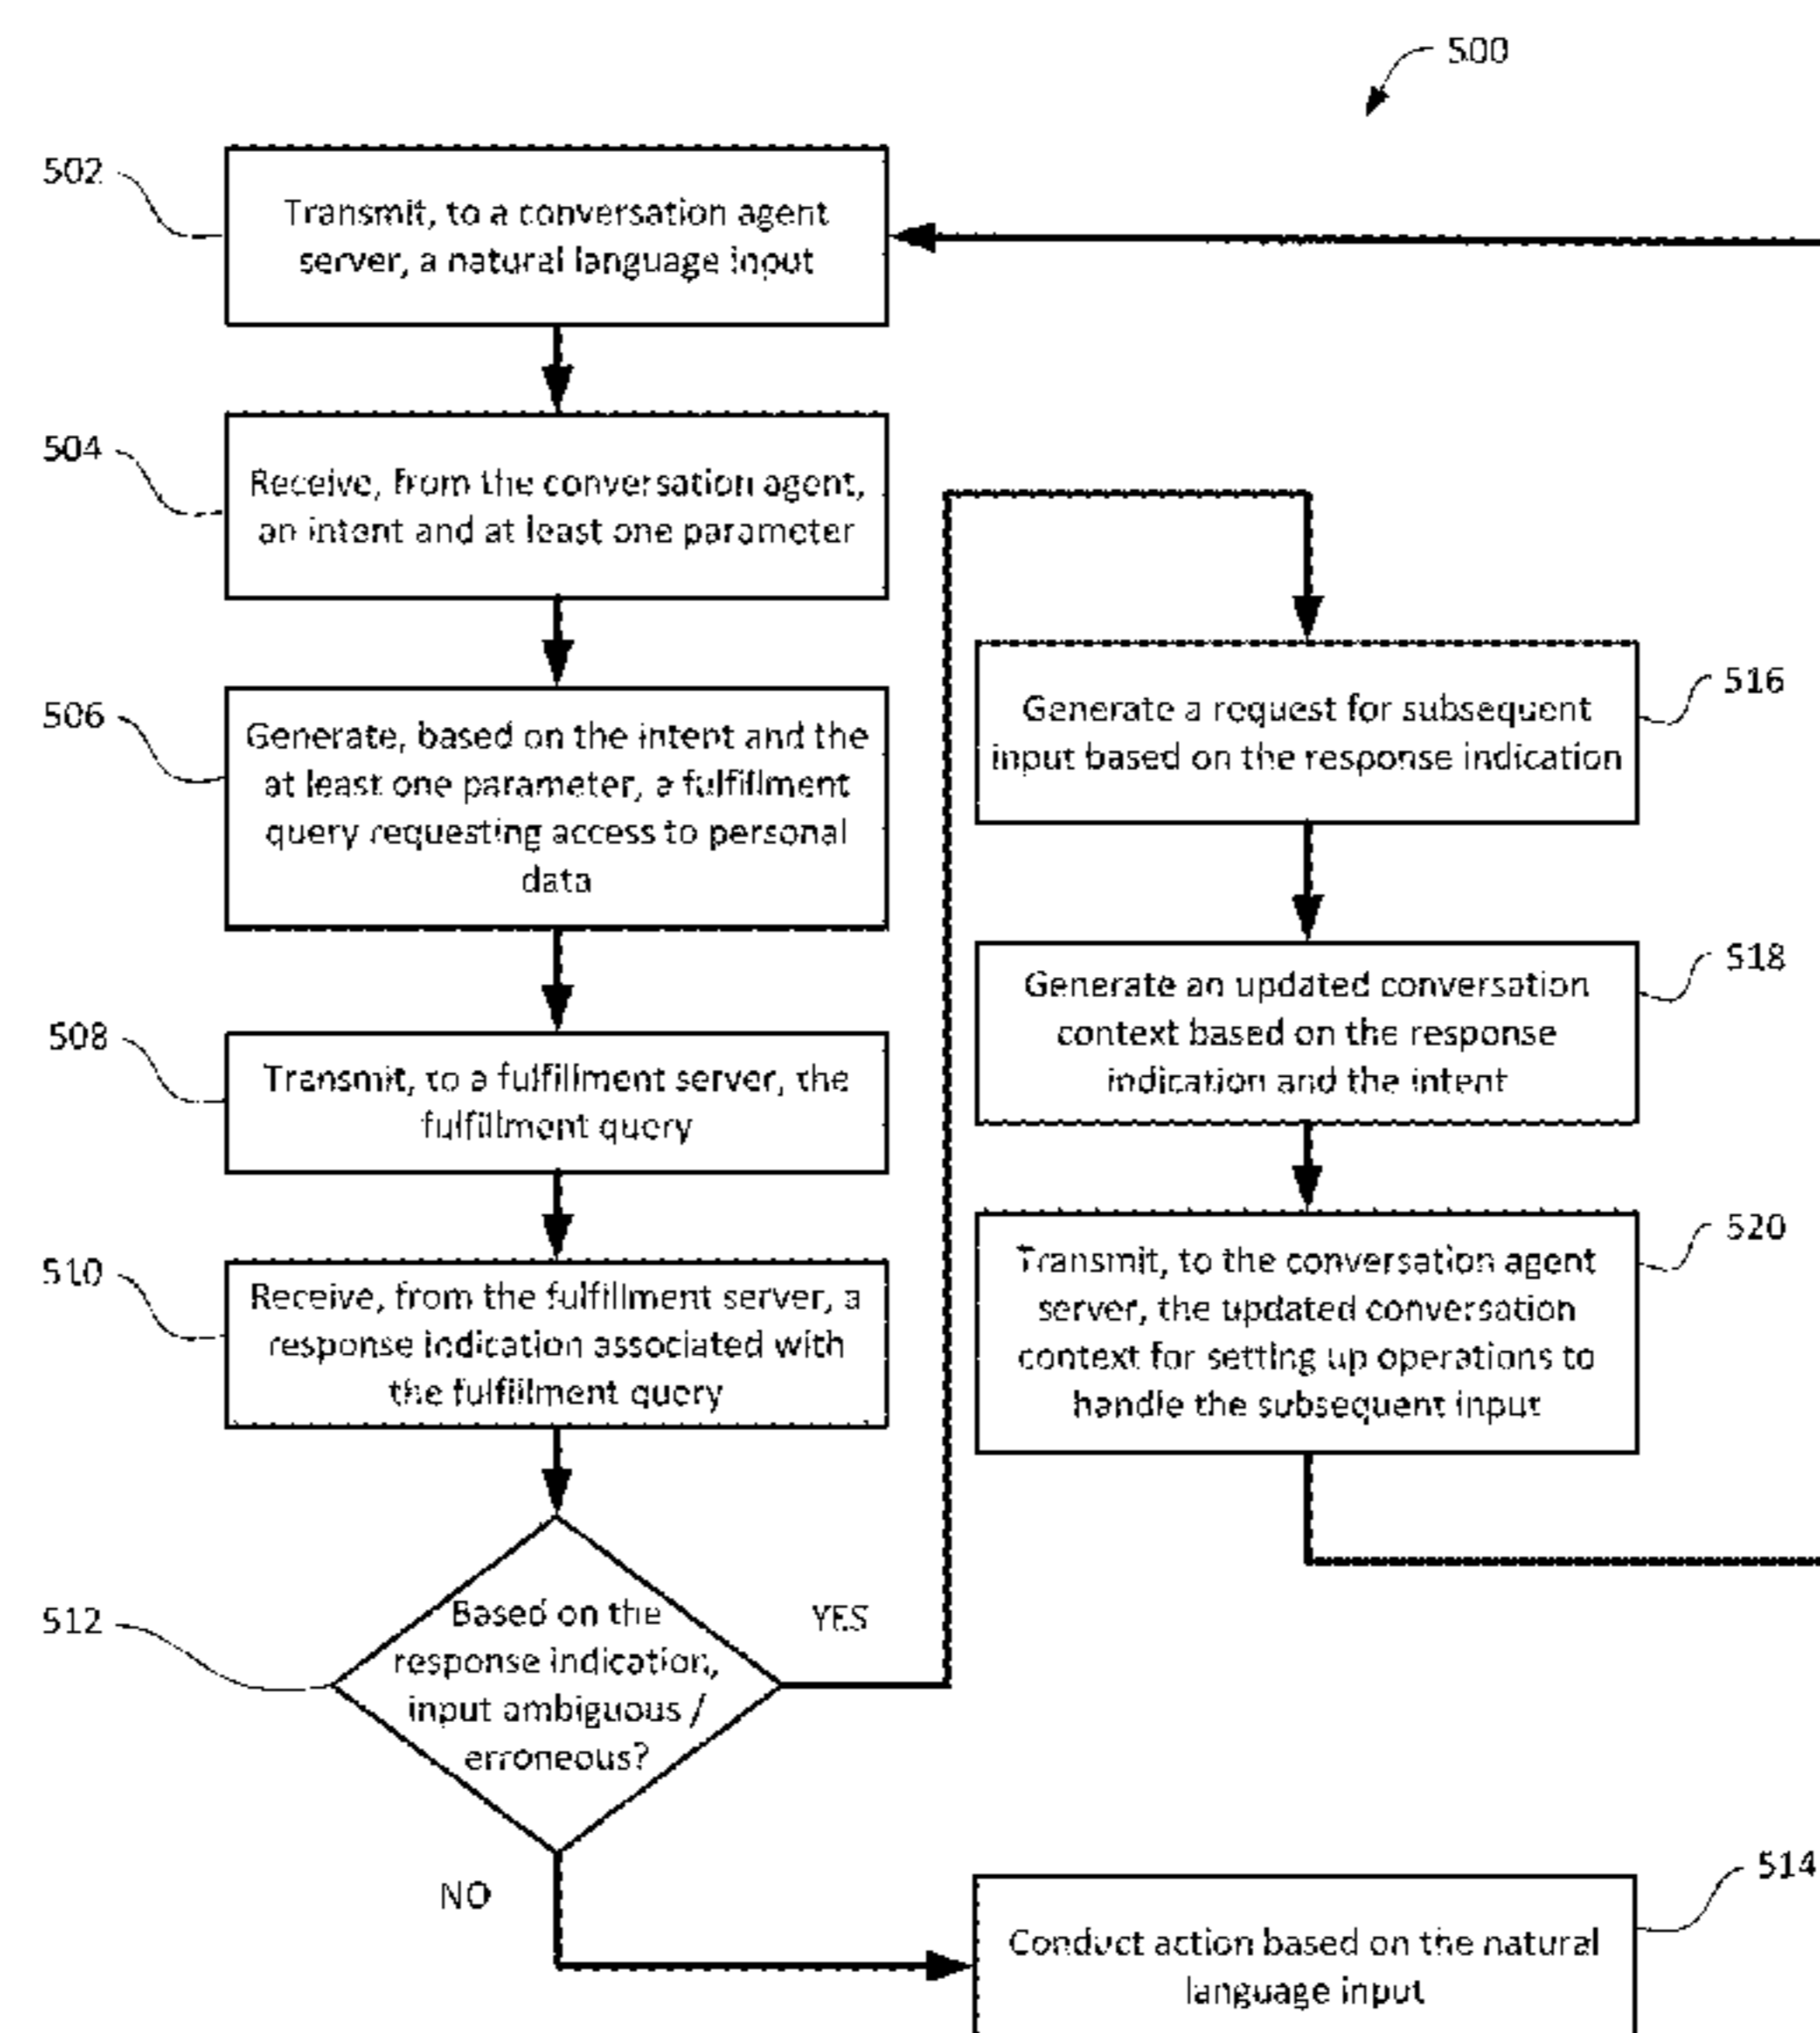 500
502
Transmit, to a conversation agent
server, a natural language input
504
Receive, from the conversation agent,
an intent and at least one parameter
506
Generate, based on the intent and the
at least one parameter, a fulfillment
query requesting access to personal
data
508
Transmit, to a fulfillment server, the
fulfillment query
510
Receive, from the fulfillment server, a
response indication associated with
the fulfillment query
512
Based on the
response indication,
input ambiguous /
erroneous?
YES
NO
516
Generate a request for subsequent
input based on the response indication
518
Generate an updated conversation
context based on the response
indication and the intent
520
Transmit, to the conversation agent
server, the updated conversation
context for setting up operations to
handle the subsequent input
514
Conduct action based on the natural
language input